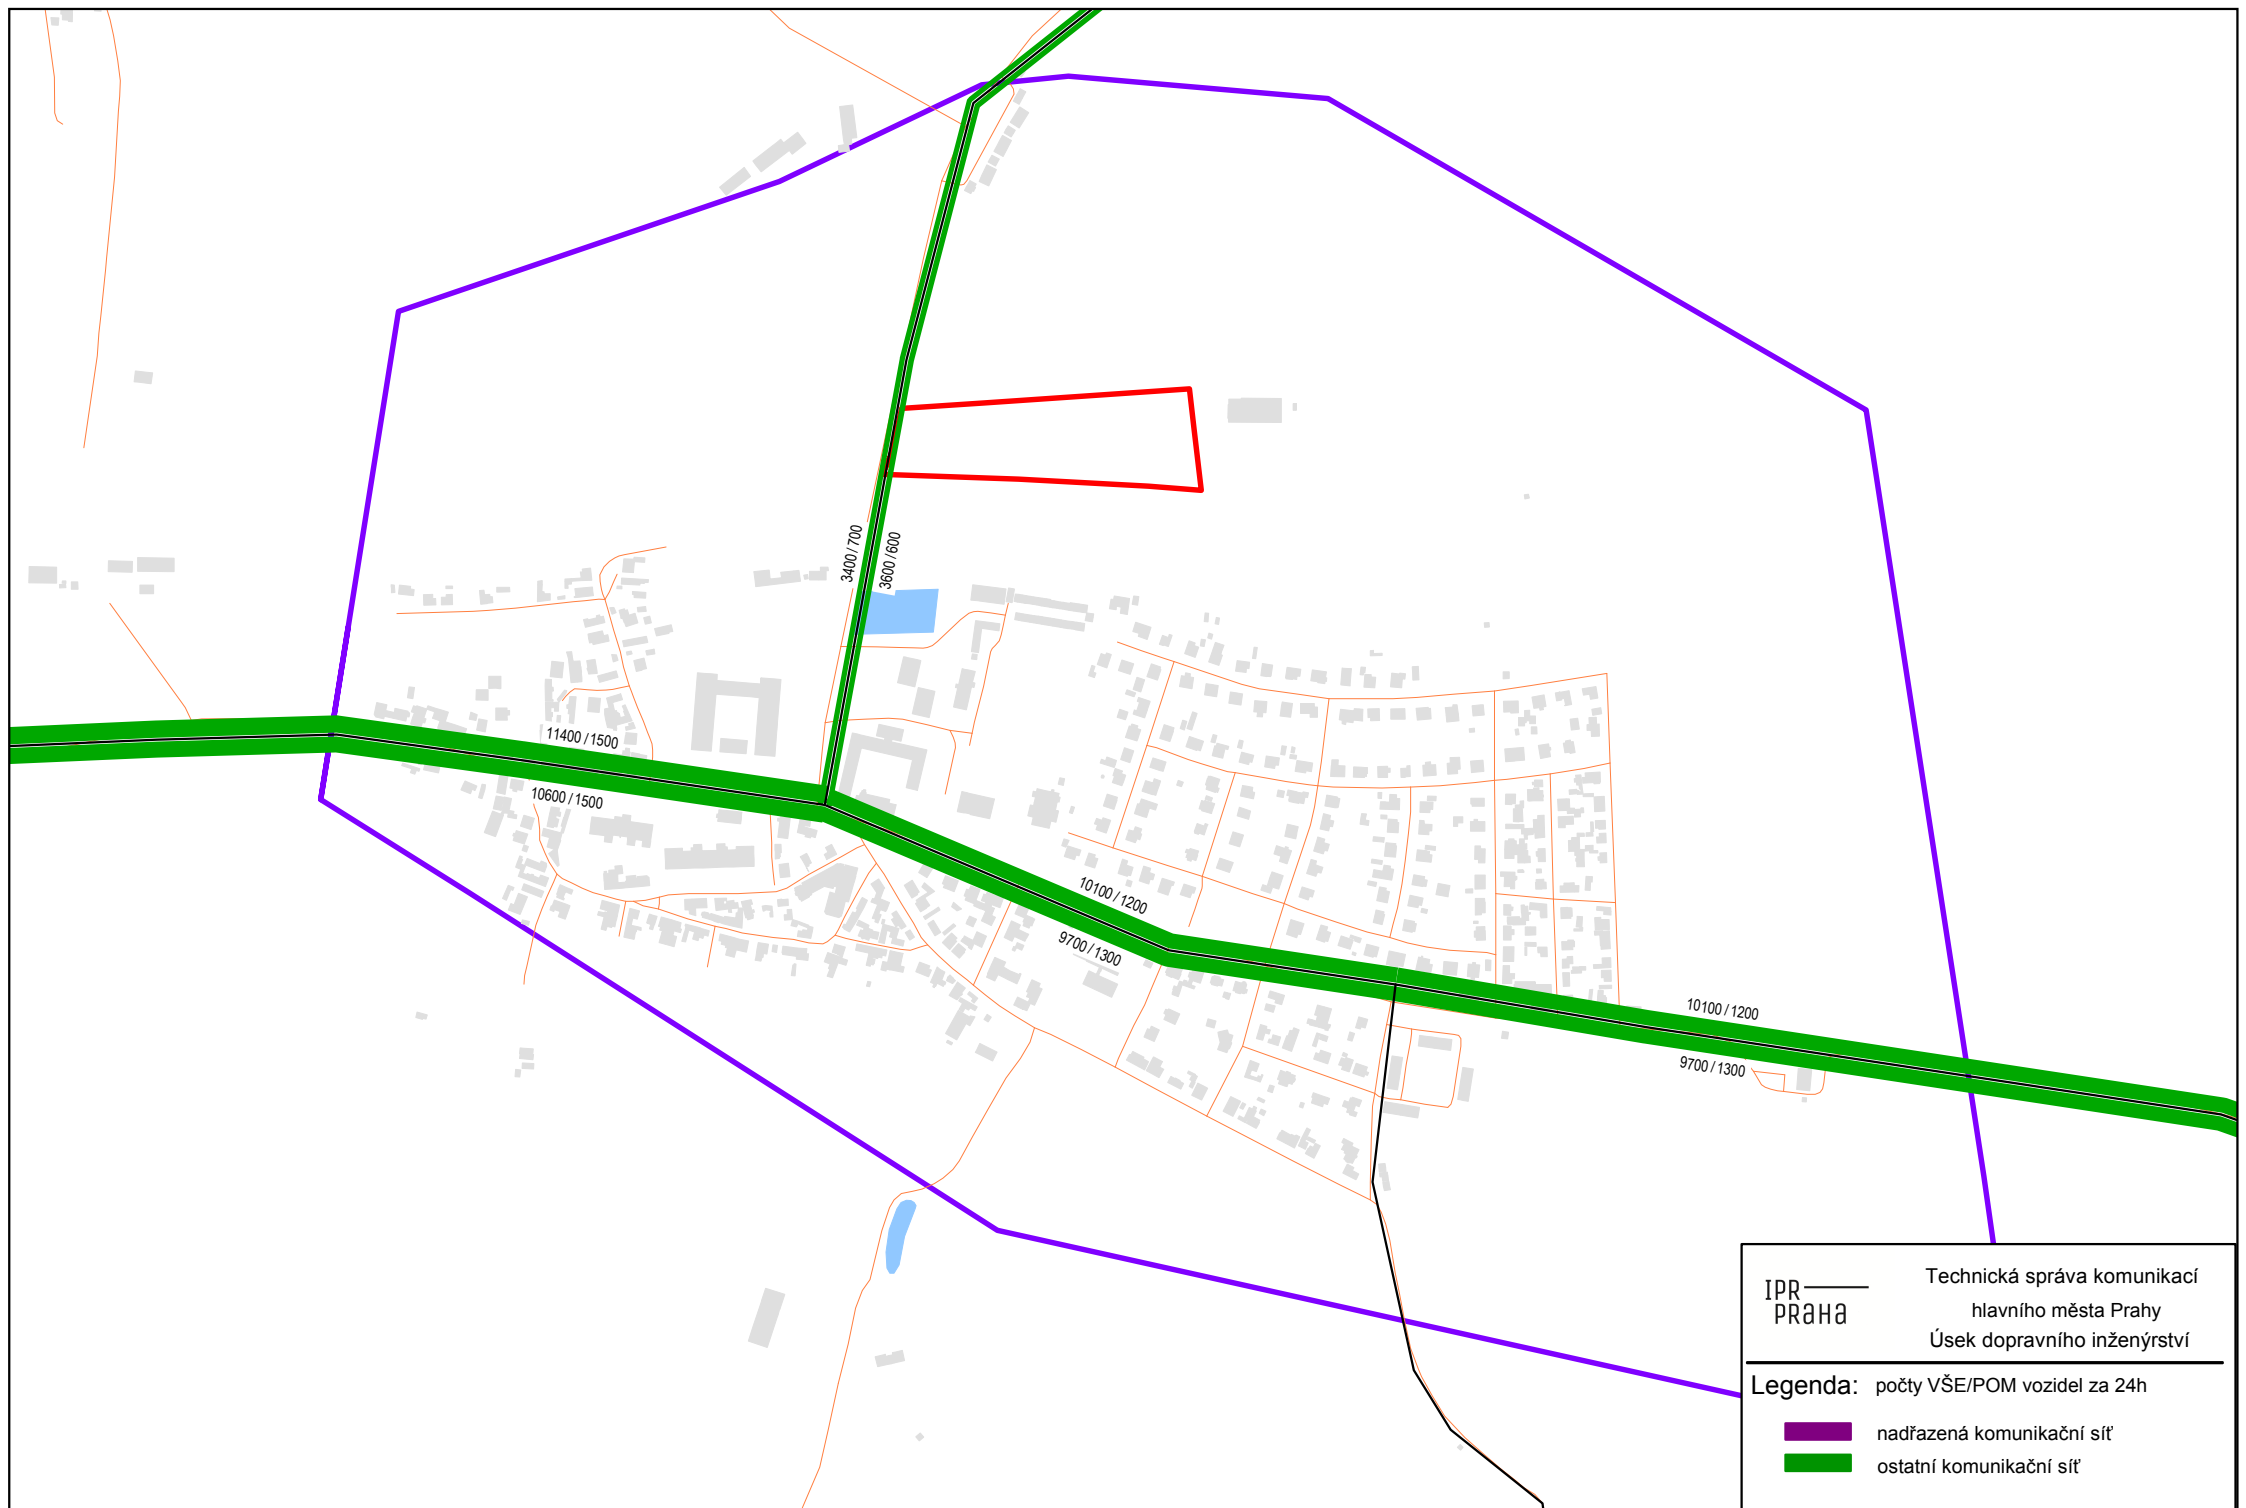 3400 / 700
3600 / 600
11400 / 1500
10600 / 1500
10100 / 1200
9700 / 1300
10100 / 1200
9700 / 1300
IPR
PRAHA
Technická správa komunikací
hlavního města Prahy
Úsek dopravního inženýrství
Legenda: počty VŠE/POM vozidel za 24h
nadřazená komunikační síť
ostatní komunikační síť